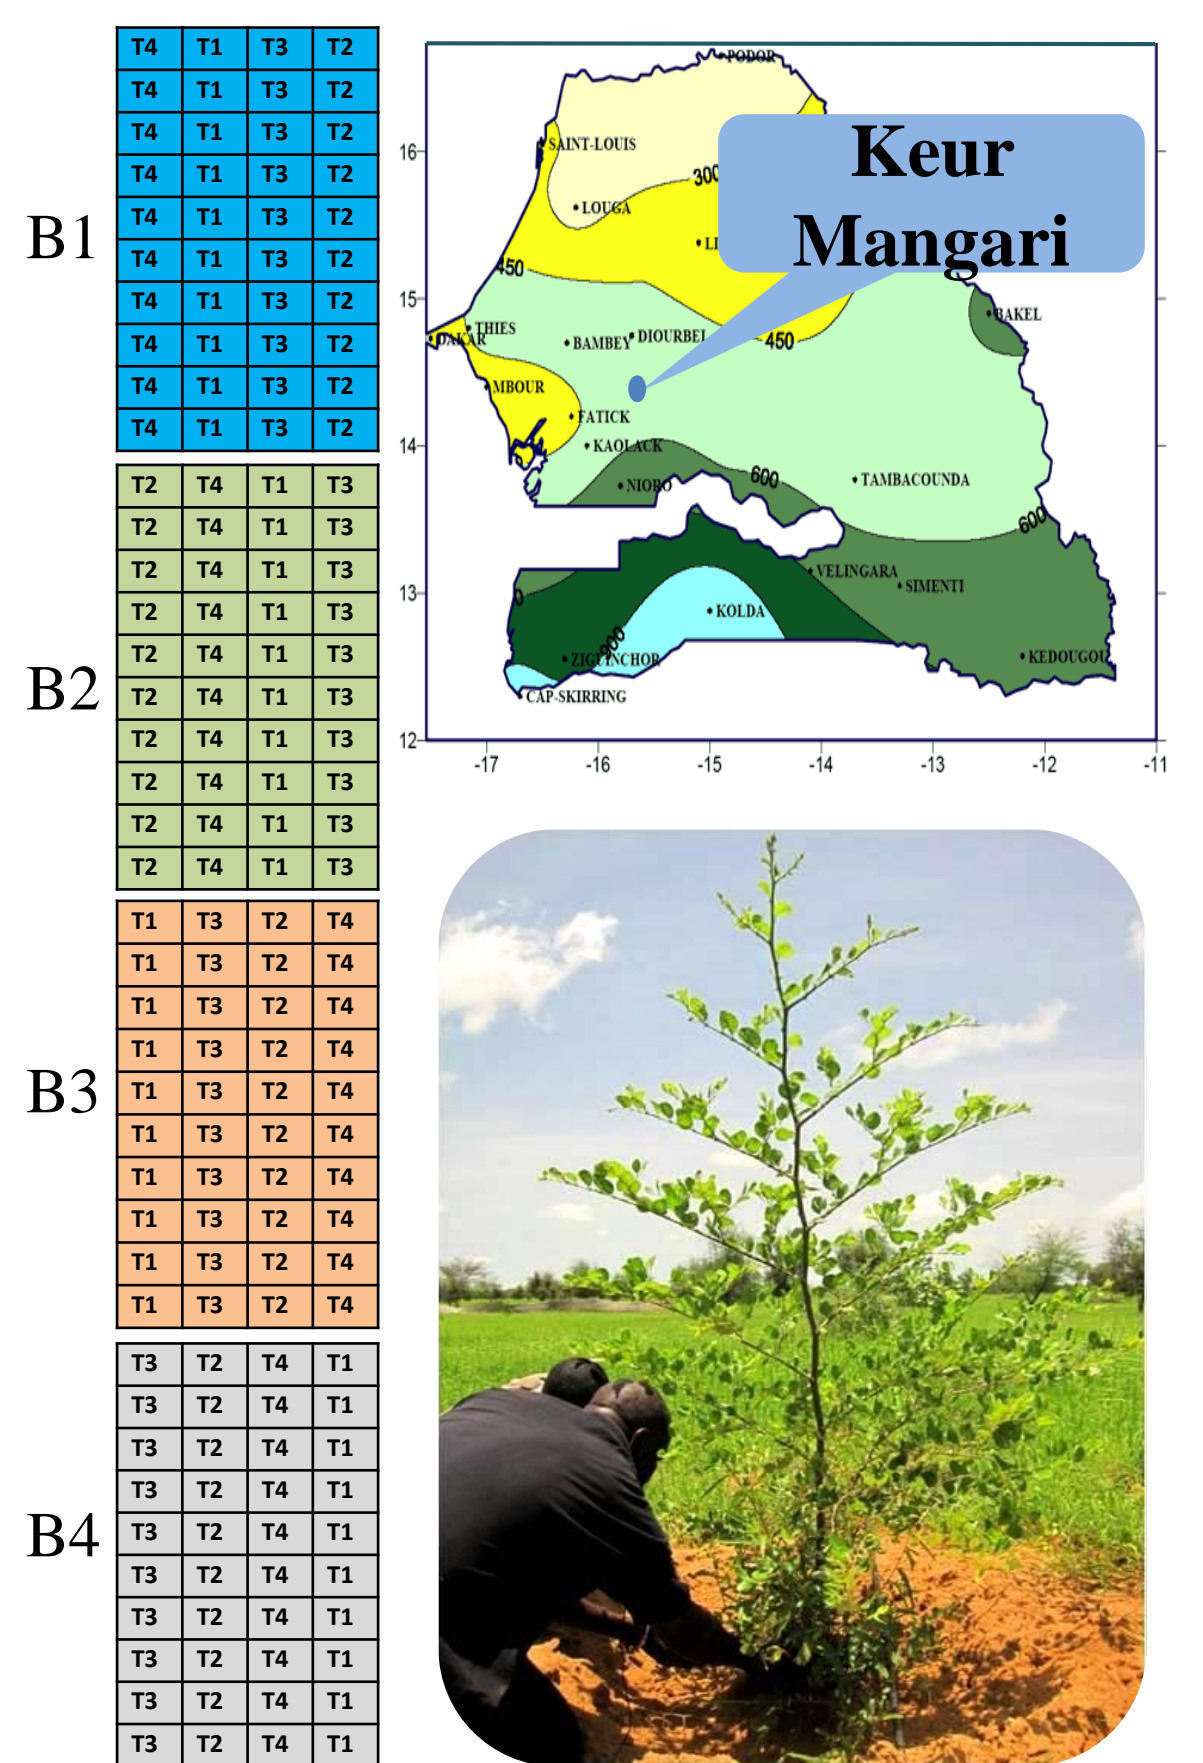 B1
T4 T1 T3 T2
T4 T1 T3 T2
T4 T1 T3 T2
T4 T1 T3 T2
T4 T1 T3 T2
T4 T1 T3 T2
T4 T1 T3 T2
T4 T1 T3 T2
T4 T1 T3 T2
T4 T1 T3 T2
B2
T2 T4 T1 T3
T2 T4 T1 T3
T2 T4 T1 T3
T2 T4 T1 T3
T2 T4 T1 T3
T2 T4 T1 T3
T2 T4 T1 T3
T2 T4 T1 T3
T2 T4 T1 T3
T2 T4 T1 T3
B3
T1 T3 T2 T4
T1 T3 T2 T4
T1 T3 T2 T4
T1 T3 T2 T4
T1 T3 T2 T4
T1 T3 T2 T4
T1 T3 T2 T4
T1 T3 T2 T4
T1 T3 T2 T4
T1 T3 T2 T4
B4
T3 T2 T4 T1
T3 T2 T4 T1
T3 T2 T4 T1
T3 T2 T4 T1
T3 T2 T4 T1
T3 T2 T4 T1
T3 T2 T4 T1
T3 T2 T4 T1
T3 T2 T4 T1
T3 T2 T4 T1
PODOR
Keur
Mangari
16
SAINT-LOUIS
300
LOUGA
LI
450
15
BAKEL
THIES
DAKAR
BAMBEY
DIOURBEL
450
MBOUR
FATICK
14
KAOLACK
NIORO
600
TAMBACOUNDA
600
VELINGARA
SIMENTI
13
0
KOLDA
900
ZIGUINCHOR
KEDOUGOU
CAP-SKIRRING
12
-17 -16 -15 -14 -13 -12 -11